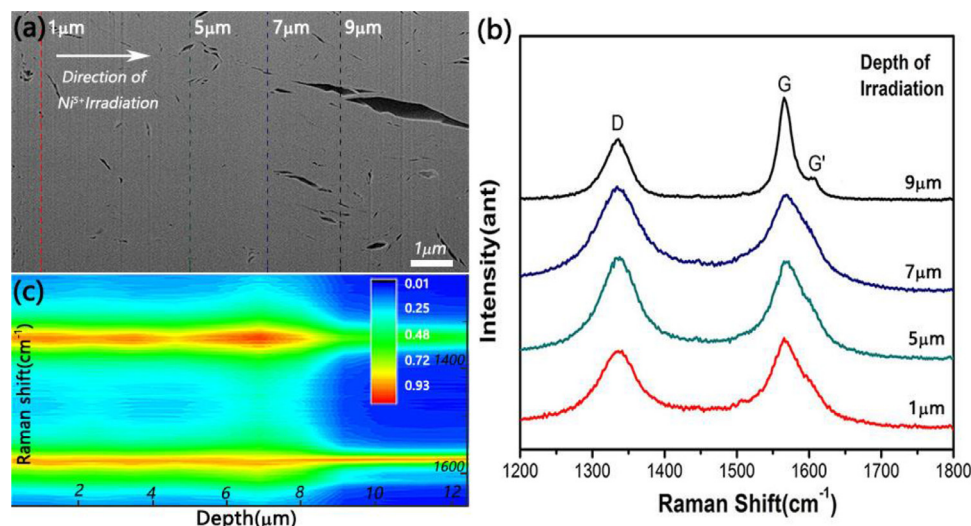 (a)
1μm
5μm
7μm
9μm
Direction of
Ni⁵⁺Irradiation
1μm
(b)
Depth of
Irradiation
D
G
G'
9μm
7μm
5μm
1μm
Intensity(ant)
1200 1300 1400 1500 1600 1700 1800
Raman Shift(cm⁻¹)
(c)
0.01
0.25
0.48
0.72
0.93
1400
1600
Raman shift(cm⁻¹)
2 4 6 8 10 12
Depth(μm)